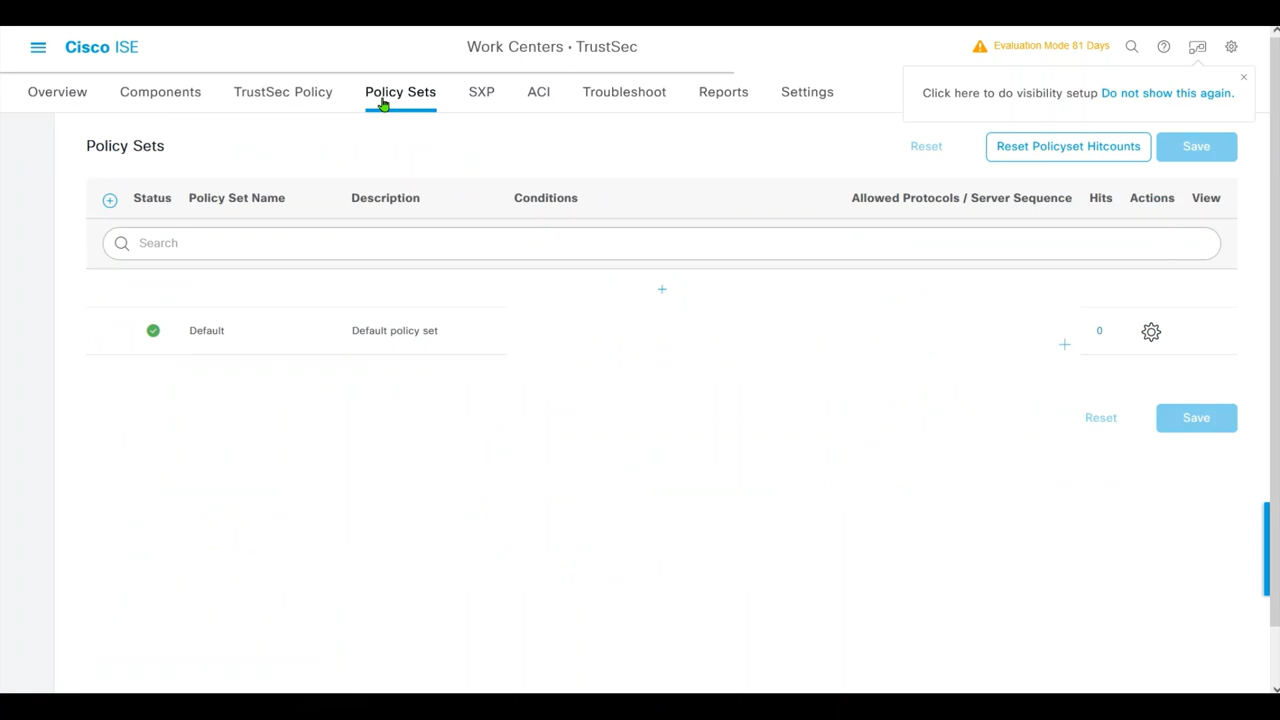 Cisco ISE
Work Centers · TrustSec
Evaluation Mode 81 Days
Overview
Components
TrustSec Policy
Policy Sets
SXP
ACI
Troubleshoot
Reports
Settings
Click here to do visibility setup Do not show this again.
Policy Sets
Reset
Reset Policyset Hitcounts
Save
Status
Policy Set Name
Description
Conditions
Allowed Protocols / Server Sequence
Hits
Actions
View
Search
Default
Default policy set
0
Reset
Save